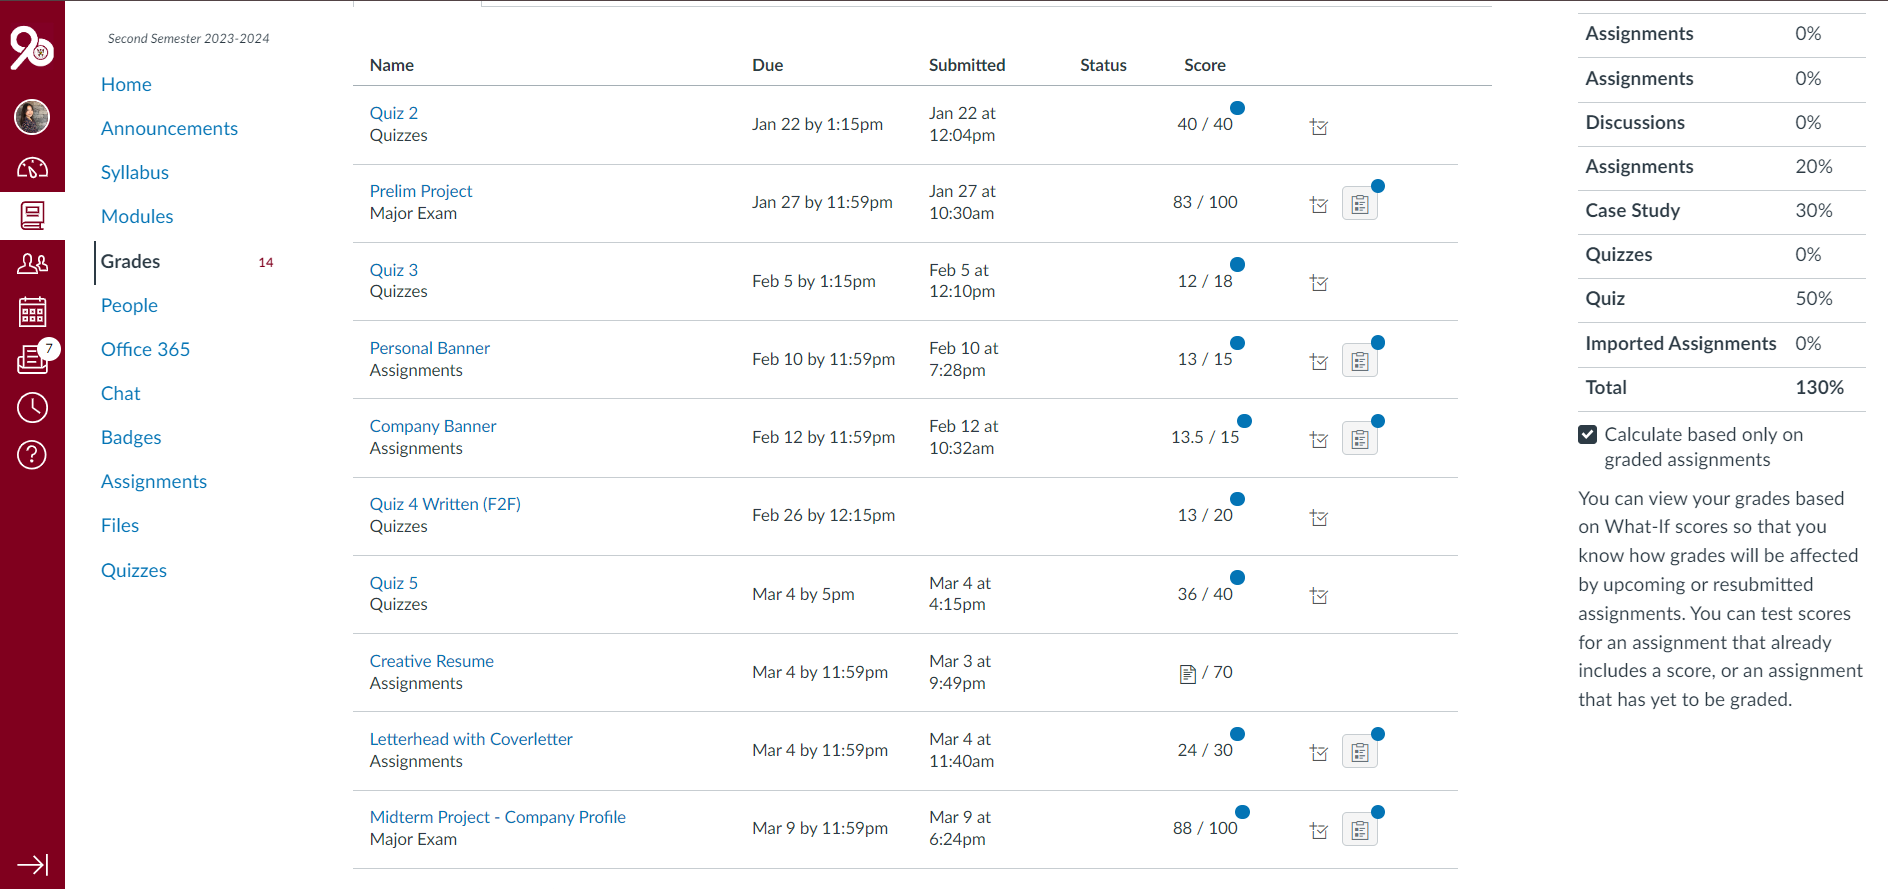 Second Semester 2023-2024
Home
Announcements
Syllabus
Modules
Grades 14
People
Office 365
Chat
Badges
Assignments
Files
Quizzes
7
Name Due Submitted Status Score
Quiz 2
Quizzes
Jan 22 by 1:15pm
Jan 22 at
12:04pm
40 / 40
Prelim Project
Major Exam
Jan 27 by 11:59pm
Jan 27 at
10:30am
83 / 100
Quiz 3
Quizzes
Feb 5 by 1:15pm
Feb 5 at
12:10pm
12 / 18
Personal Banner
Assignments
Feb 10 by 11:59pm
Feb 10 at
7:28pm
13 / 15
Company Banner
Assignments
Feb 12 by 11:59pm
Feb 12 at
10:32am
13.5 / 15
Quiz 4 Written (F2F)
Quizzes
Feb 26 by 12:15pm
13 / 20
Quiz 5
Quizzes
Mar 4 by 5pm
Mar 4 at
4:15pm
36 / 40
Creative Resume
Assignments
Mar 4 by 11:59pm
Mar 3 at
9:49pm
/ 70
Letterhead with Coverletter
Assignments
Mar 4 by 11:59pm
Mar 4 at
11:40am
24 / 30
Midterm Project - Company Profile
Major Exam
Mar 9 by 11:59pm
Mar 9 at
6:24pm
88 / 100
Assignments 0%
Assignments 0%
Discussions 0%
Assignments 20%
Case Study 30%
Quizzes 0%
Quiz 50%
Imported Assignments 0%
Total 130%
Calculate based only on
graded assignments
You can view your grades based
on What-If scores so that you
know how grades will be affected
by upcoming or resubmitted
assignments. You can test scores
for an assignment that already
includes a score, or an assignment
that has yet to be graded.